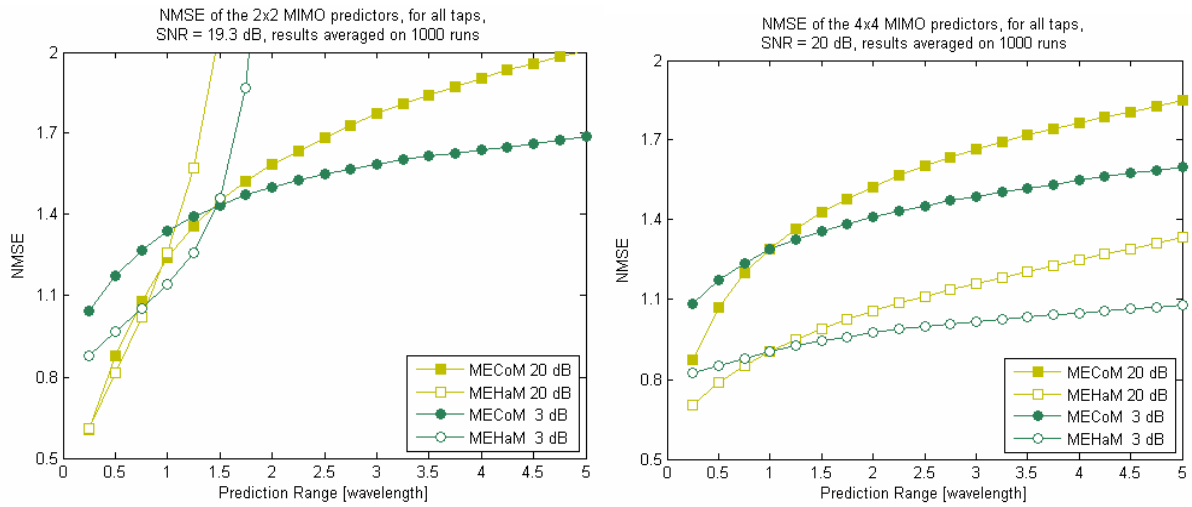 NMSE of the 2x2 MIMO predictors, for all taps,
SNR = 19.3 dB, results averaged on 1000 runs
2
1.7
1.4
1.1
0.8
0.5
NMSE
MECoM 20 dB
MEHaM 20 dB
MECoM 3 dB
MEHaM 3 dB
0 0.5 1 1.5 2 2.5 3 3.5 4 4.5 5
Prediction Range [wavelength]
NMSE of the 4x4 MIMO predictors, for all taps,
SNR = 20 dB, results averaged on 1000 runs
2
1.7
1.4
1.1
0.8
0.5
NMSE
MECoM 20 dB
MEHaM 20 dB
MECoM 3 dB
MEHaM 3 dB
0 0.5 1 1.5 2 2.5 3 3.5 4 4.5 5
Prediction Range [wavelength]